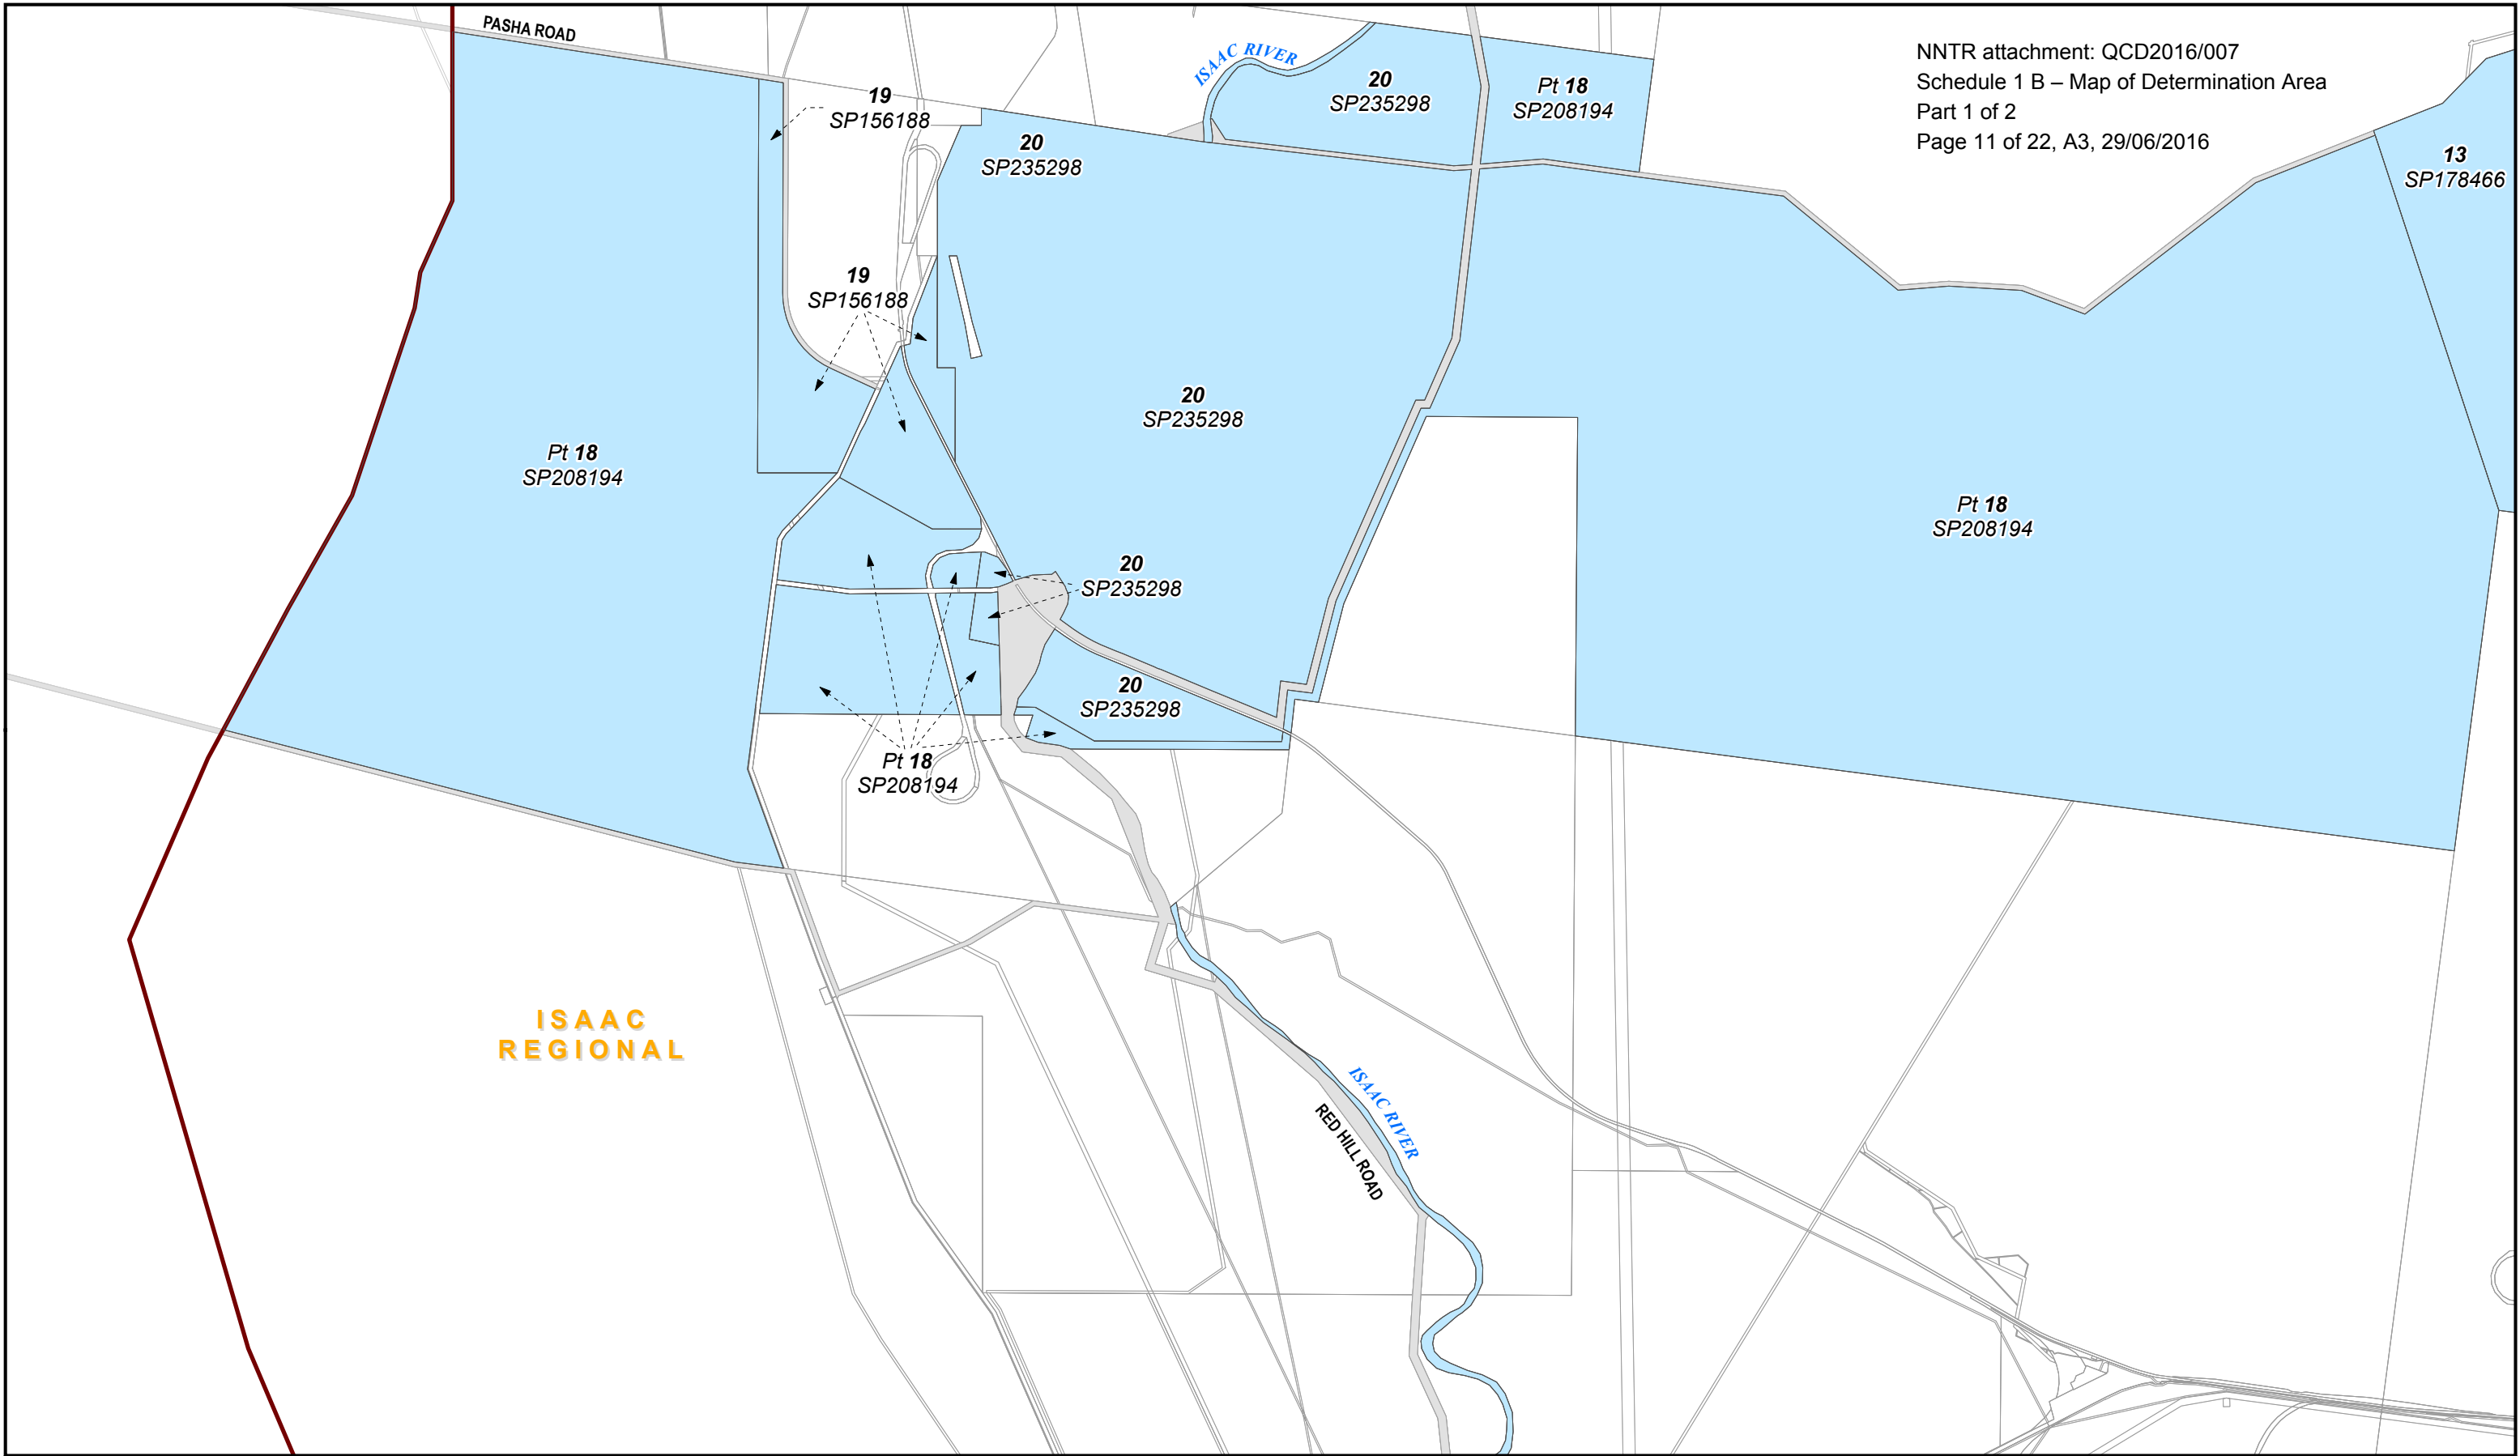 PASHA ROAD
ISAAC RIVER
NNTR attachment: QCD2016/007
Schedule 1 B – Map of Determination Area
Part 1 of 2
Page 11 of 22, A3, 29/06/2016
19
SP156188
20
SP235298
20
SP235298
Pt 18
SP208194
13
SP178466
19
SP156188
20
SP235298
Pt 18
SP208194
Pt 18
SP208194
20
SP235298
20
SP235298
Pt 18
SP208194
ISAAC
REGIONAL
ISAAC RIVER
RED HILL ROAD